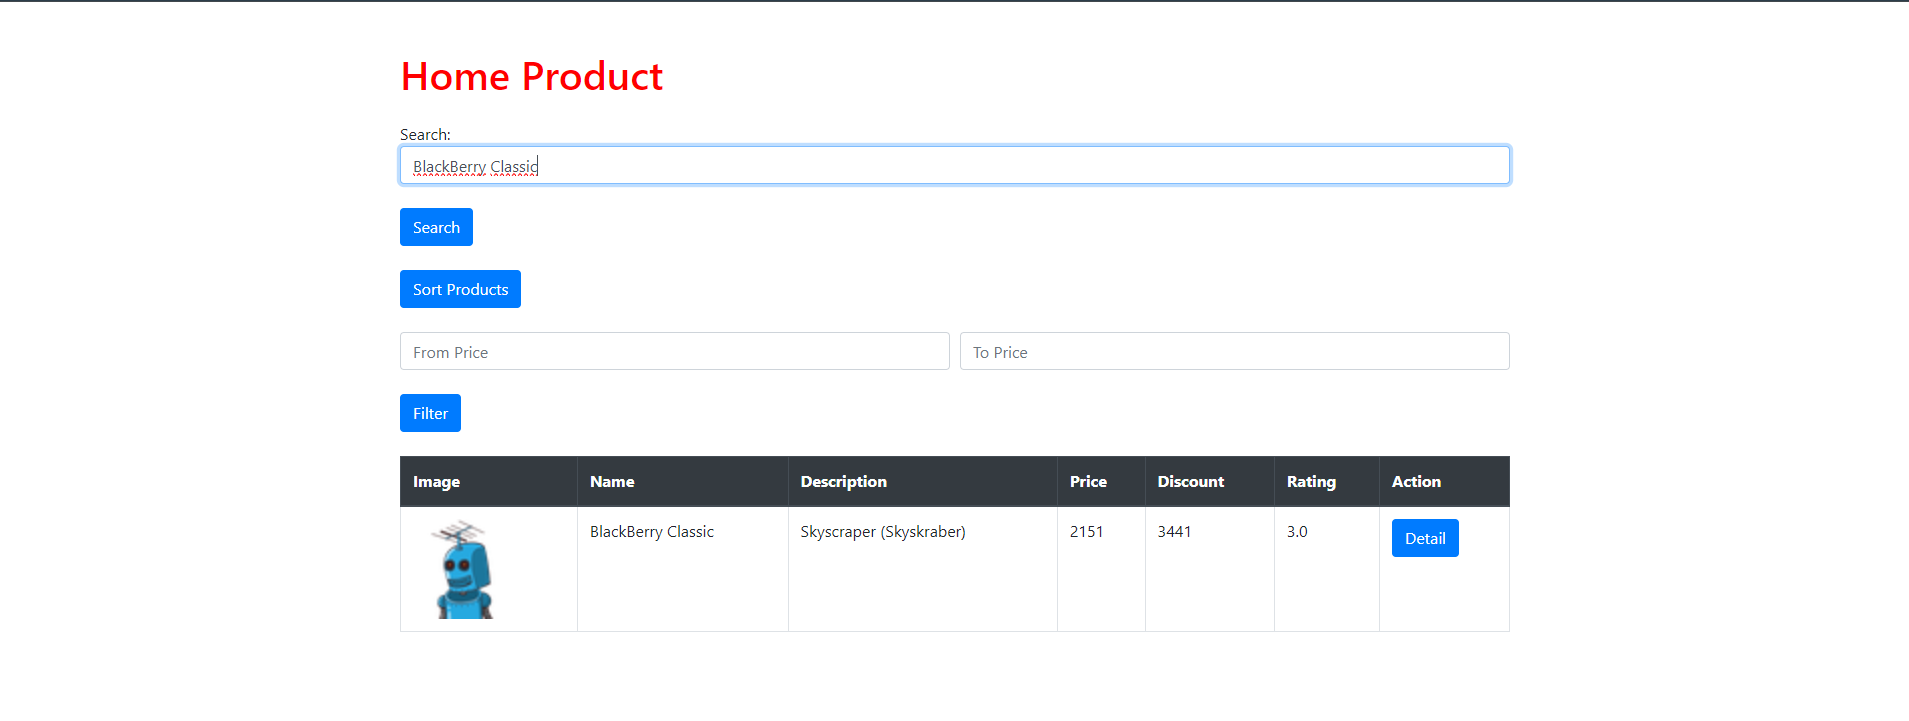 Home Product
Search:
BlackBerry Classic
Search
Sort Products
From Price To Price
Filter
Image Name Description Price Discount Rating Action
BlackBerry Classic Skyscraper (Skyskraber) 2151 3441 3.0 Detail